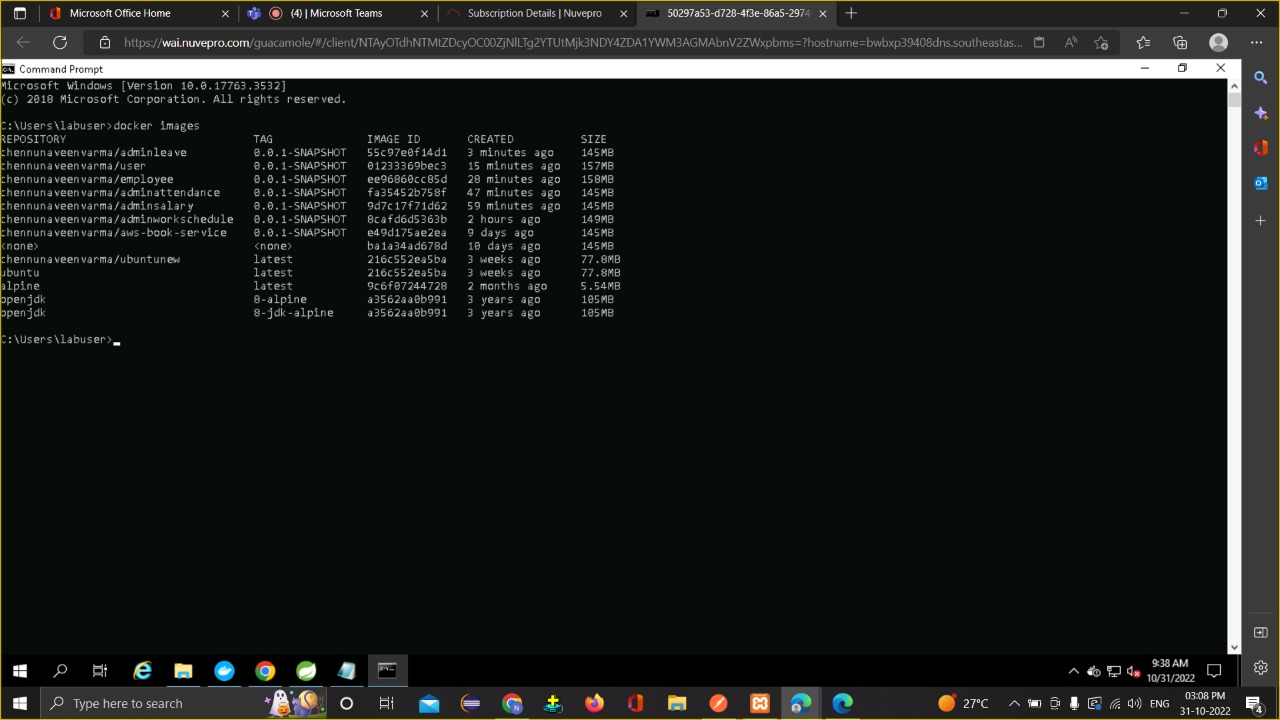 Microsoft Office Home
(4) | Microsoft Teams
Subscription Details | Nuvepro
50297a53-d728-4f3e-86a5-2974
https://wai.nuvepro.com/guacamole/#/client/NTAyOTdhNTMtZDcyOC00ZjNlLTg2YTUtMjk3NDY4ZDA1YWM3AGMAbnV2ZWxpbms=?hostname=bwbxp39408dns.southeastas...
Command Prompt
Microsoft Windows [Version 10.0.17763.3532]
(c) 2018 Microsoft Corporation. All rights reserved.
C:\Users\labuser>docker images
REPOSITORY TAG IMAGE ID CREATED SIZE
chennunaveenvarma/adminleave 0.0.1-SNAPSHOT 55c97e0f14d1 3 minutes ago 145MB
chennunaveenvarma/user 0.0.1-SNAPSHOT 01233369bec3 15 minutes ago 157MB
chennunaveenvarma/employee 0.0.1-SNAPSHOT ee96860cc85d 28 minutes ago 158MB
chennunaveenvarma/adminattendance 0.0.1-SNAPSHOT fa35452b758f 47 minutes ago 145MB
chennunaveenvarma/adminsalary 0.0.1-SNAPSHOT 9d7c17f71d62 59 minutes ago 145MB
chennunaveenvarma/adminworkschedule 0.0.1-SNAPSHOT 8cafd6d5363b 2 hours ago 149MB
chennunaveenvarma/aws-book-service 0.0.1-SNAPSHOT e49d175ae2ea 9 days ago 145MB
<none> <none> ba1a34ad678d 10 days ago 145MB
chennunaveenvarma/ubuntunew latest 216c552ea5ba 3 weeks ago 77.8MB
ubuntu latest 216c552ea5ba 3 weeks ago 77.8MB
alpine latest 9c6f07244728 2 months ago 5.54MB
openjdk 8-alpine a3562aa0b991 3 years ago 105MB
openjdk 8-jdk-alpine a3562aa0b991 3 years ago 105MB
C:\Users\labuser>
9:38 AM
10/31/2022
Type here to search
27°C
ENG
03:08 PM
31-10-2022
4